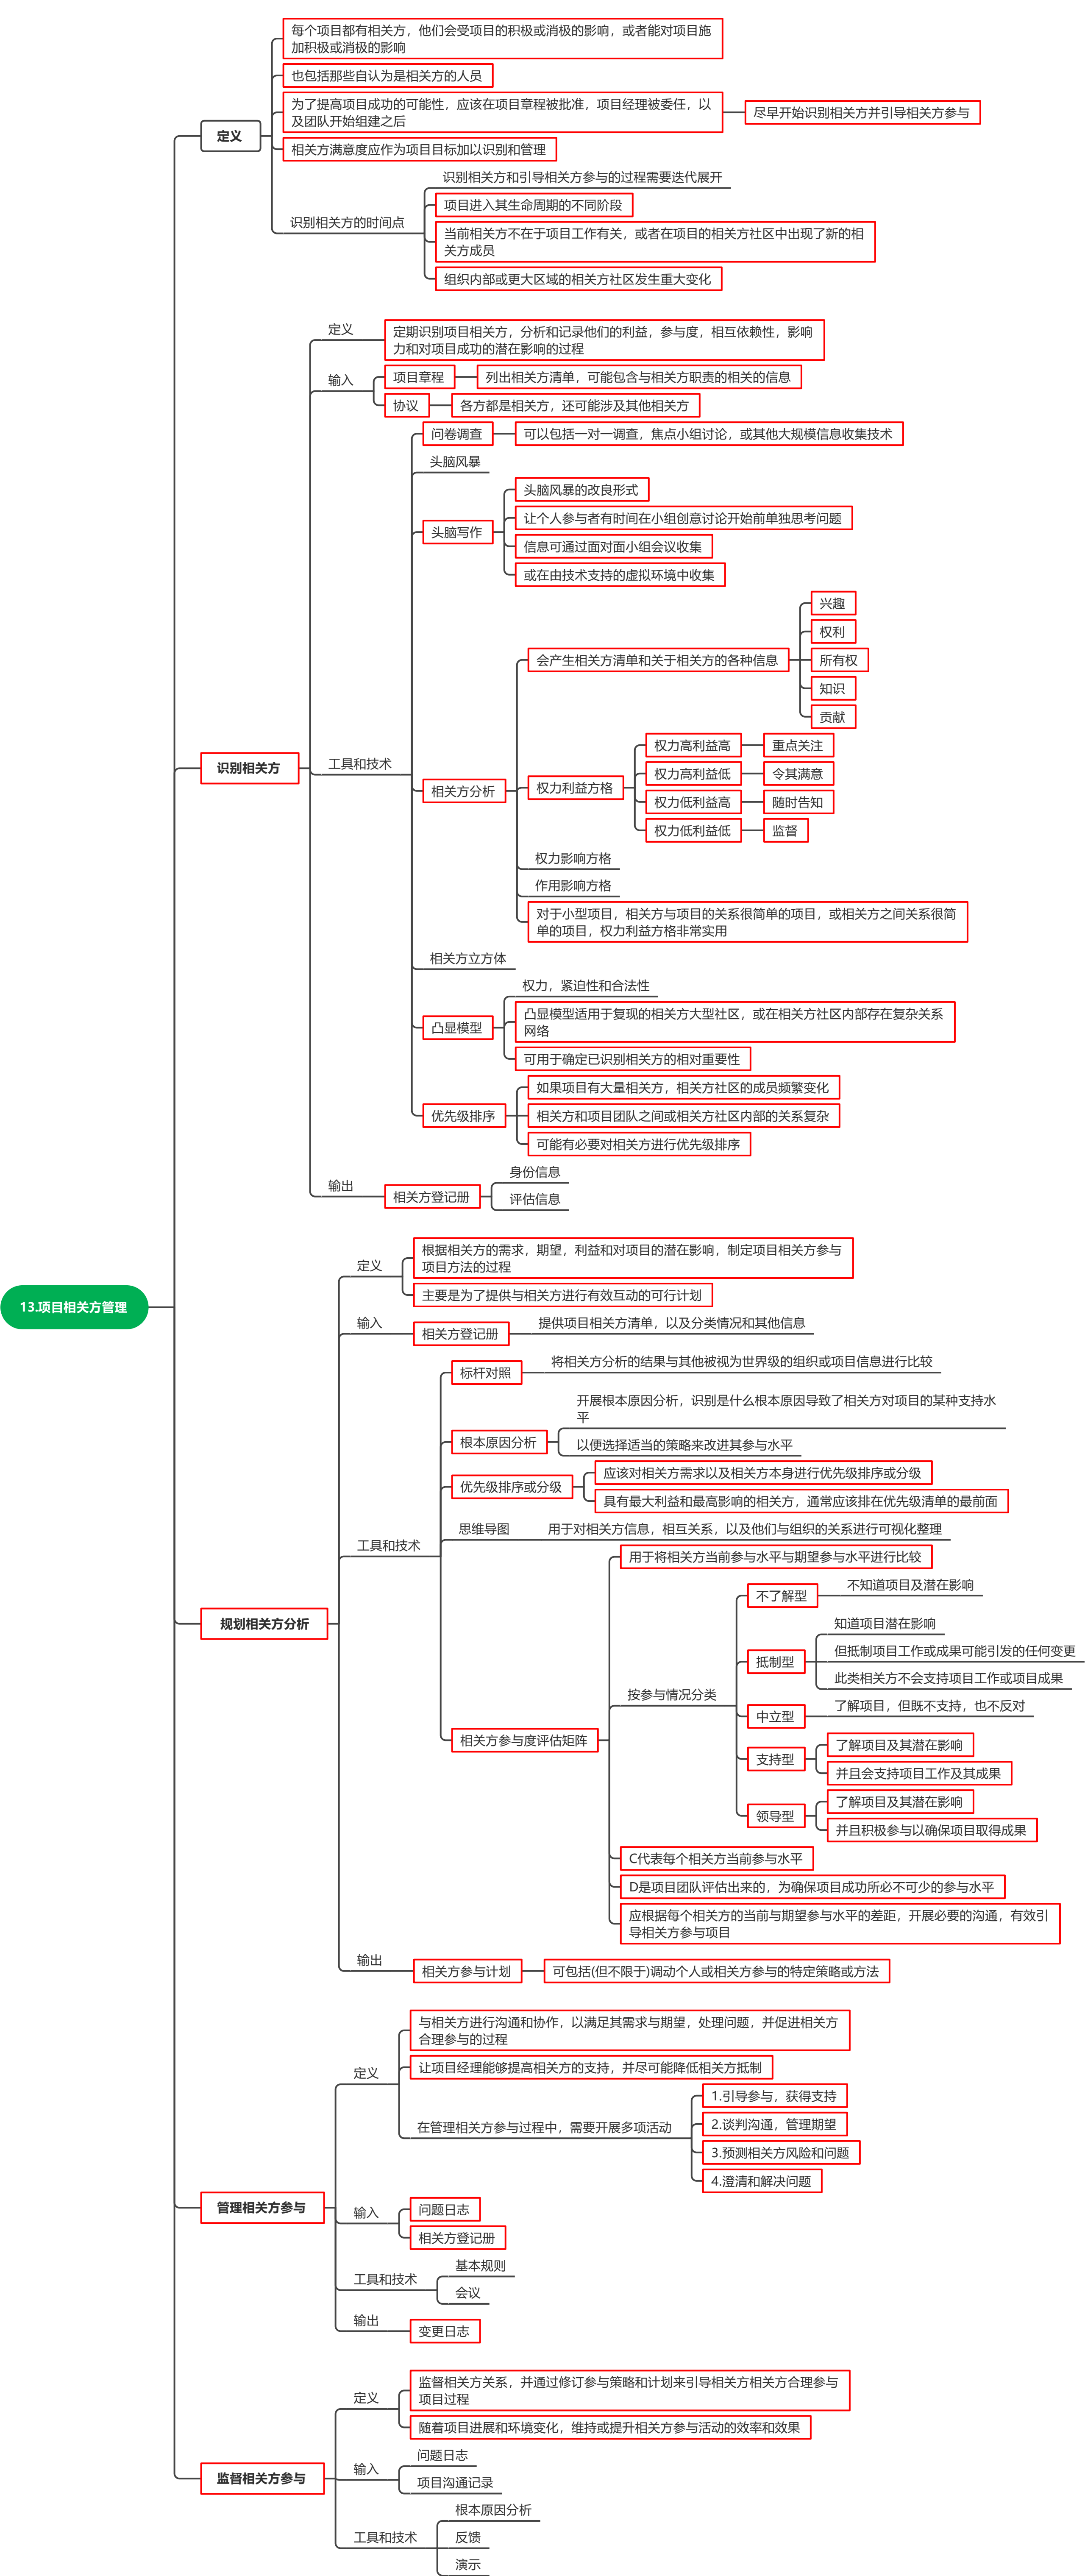 每个项目都有相关方，他们会受项目的积极或消极的影响，或者能对项目施
加积极或消极的影响
也包括那些自认为是相关方的人员
为了提高项目成功的可能性，应该在项目章程被批准，项目经理被委任，以
及团队开始组建之后
尽早开始识别相关方并引导相关方参与
定义
相关方满意度应作为项目目标加以识别和管理
识别相关方和引导相关方参与的过程需要迭代展开
项目进入其生命周期的不同阶段
识别相关方的时间点
当前相关方不在于项目工作有关，或者在项目的相关方社区中出现了新的相
关方成员
组织内部或更大区域的相关方社区发生重大变化
定义
定期识别项目相关方，分析和记录他们的利益，参与度，相互依赖性，影响
力和对项目成功的潜在影响的过程
输入
项目章程
列出相关方清单，可能包含与相关方职责的相关的信息
协议
各方都是相关方，还可能涉及其他相关方
问卷调查
可以包括一对一调查，焦点小组讨论，或其他大规模信息收集技术
头脑风暴
头脑写作
头脑风暴的改良形式
让个人参与者有时间在小组创意讨论开始前单独思考问题
信息可通过面对面小组会议收集
或在由技术支持的虚拟环境中收集
会产生相关方清单和关于相关方的各种信息
兴趣
权利
所有权
知识
贡献
识别相关方
工具和技术
相关方分析
权力利益方格
权力高利益高
重点关注
权力高利益低
令其满意
权力低利益高
随时告知
权力低利益低
监督
权力影响方格
作用影响方格
对于小型项目，相关方与项目的关系很简单的项目，或相关方之间关系很简
单的项目，权力利益方格非常实用
相关方立方体
凸显模型
权力，紧迫性和合法性
凸显模型适用于复现的相关方大型社区，或在相关方社区内部存在复杂关系
网络
可用于确定已识别相关方的相对重要性
优先级排序
如果项目有大量相关方，相关方社区的成员频繁变化
相关方和项目团队之间或相关方社区内部的关系复杂
可能有必要对相关方进行优先级排序
输出
相关方登记册
身份信息
评估信息
13.项目相关方管理
定义
根据相关方的需求，期望，利益和对项目的潜在影响，制定项目相关方参与
项目方法的过程
主要是为了提供与相关方进行有效互动的可行计划
输入
相关方登记册
提供项目相关方清单，以及分类情况和其他信息
标杆对照
将相关方分析的结果与其他被视为世界级的组织或项目信息进行比较
根本原因分析
开展根本原因分析，识别是什么根本原因导致了相关方对项目的某种支持水
平
以便选择适当的策略来改进其参与水平
优先级排序或分级
应该对相关方需求以及相关方本身进行优先级排序或分级
具有最大利益和最高影响的相关方，通常应该排在优先级清单的最前面
思维导图
用于对相关方信息，相互关系，以及他们与组织的关系进行可视化整理
规划相关方分析
工具和技术
相关方参与度评估矩阵
用于将相关方当前参与水平与期望参与水平进行比较
按参与情况分类
不了解型
不知道项目及潜在影响
抵制型
知道项目潜在影响
但抵制项目工作或成果可能引发的任何变更
此类相关方不会支持项目工作或项目成果
中立型
了解项目，但既不支持，也不反对
支持型
了解项目及其潜在影响
并且会支持项目工作及其成果
领导型
了解项目及其潜在影响
并且积极参与以确保项目取得成果
C代表每个相关方当前参与水平
D是项目团队评估出来的，为确保项目成功所必不可少的参与水平
应根据每个相关方的当前与期望参与水平的差距，开展必要的沟通，有效引
导相关方参与项目
输出
相关方参与计划
可包括(但不限于)调动个人或相关方参与的特定策略或方法
定义
与相关方进行沟通和协作，以满足其需求与期望，处理问题，并促进相关方
合理参与的过程
让项目经理能够提高相关方的支持，并尽可能降低相关方抵制
在管理相关方参与过程中，需要开展多项活动
1.引导参与，获得支持
2.谈判沟通，管理期望
3.预测相关方风险和问题
4.澄清和解决问题
管理相关方参与
输入
问题日志
相关方登记册
工具和技术
基本规则
会议
输出
变更日志
定义
监督相关方关系，并通过修订参与策略和计划来引导相关方相关方合理参与
项目过程
随着项目进展和环境变化，维持或提升相关方参与活动的效率和效果
监督相关方参与
输入
问题日志
项目沟通记录
工具和技术
根本原因分析
反馈
演示